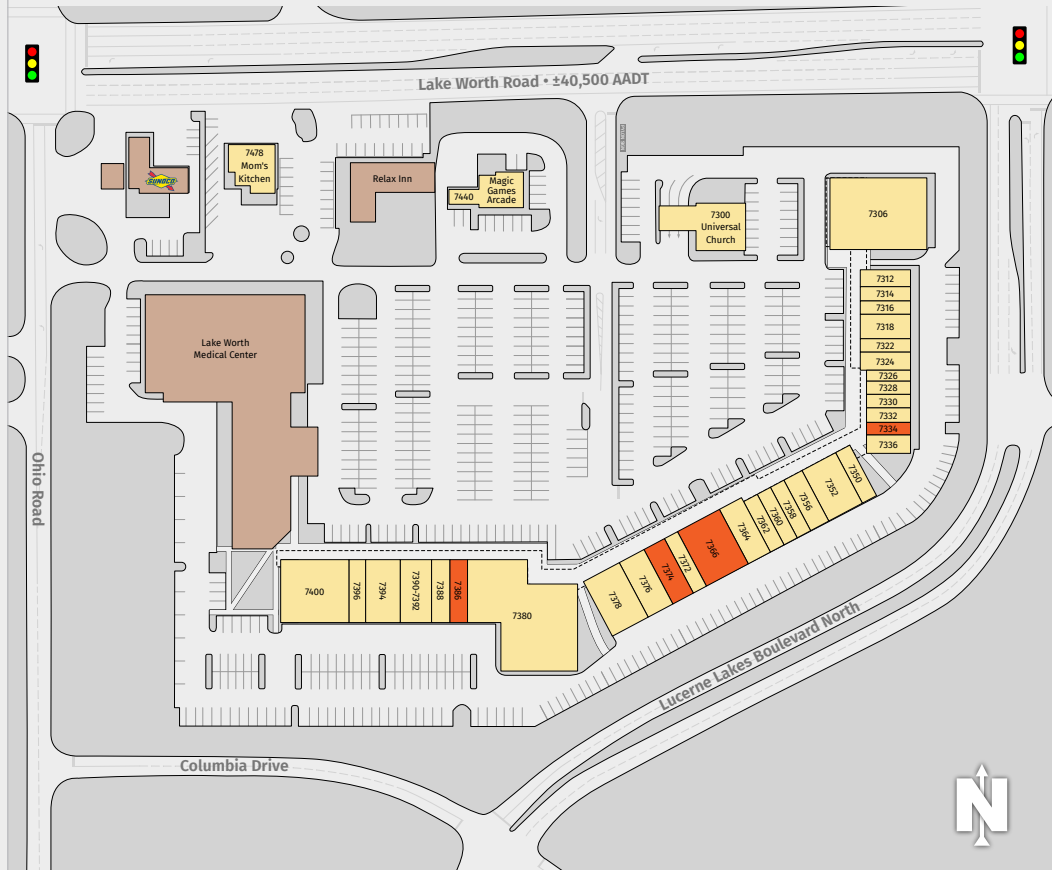 Lake Worth Road • ±40,500 AADT
7478
Mom's
Kitchen
SUNOCO
Relax Inn
7440
Magic
Games
Arcade
7300
Universal
Church
7306
7312
7314
7316
7318
7322
7324
7326
7328
7330
7332
7334
7336
Lake Worth
Medical Center
Ohio Road
7350
7352
7356
7358
7360
7362
7364
7366
7372
7374
7376
7378
7400
7396
7394
7390-7392
7388
7386
7380
Lucerne Lakes Boulevard North
Columbia Drive
N